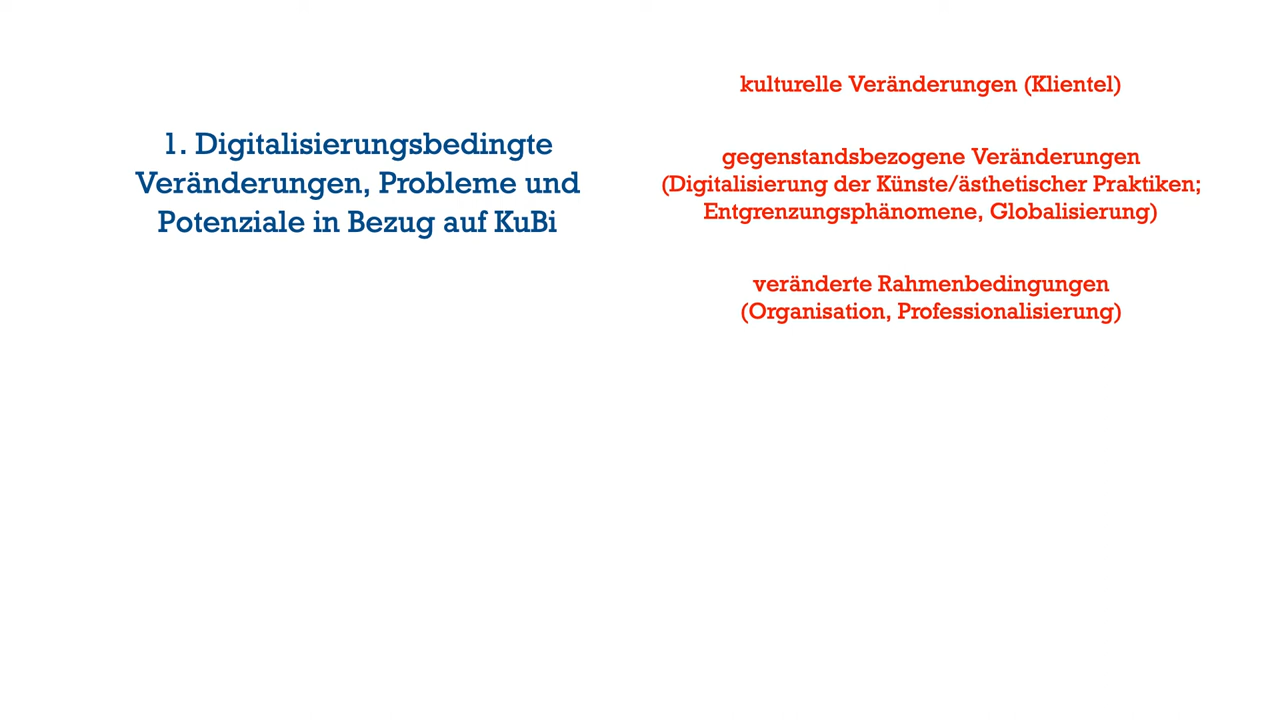 1. Digitalisierungsbedingte
Veränderungen, Probleme und
Potenziale in Bezug auf KuBi
kulturelle Veränderungen (Klientel)
gegenstandsbezogene Veränderungen
(Digitalisierung der Künste/ästhetischer Praktiken;
Entgrenzungsphänomene, Globalisierung)
veränderte Rahmenbedingungen
(Organisation, Professionalisierung)